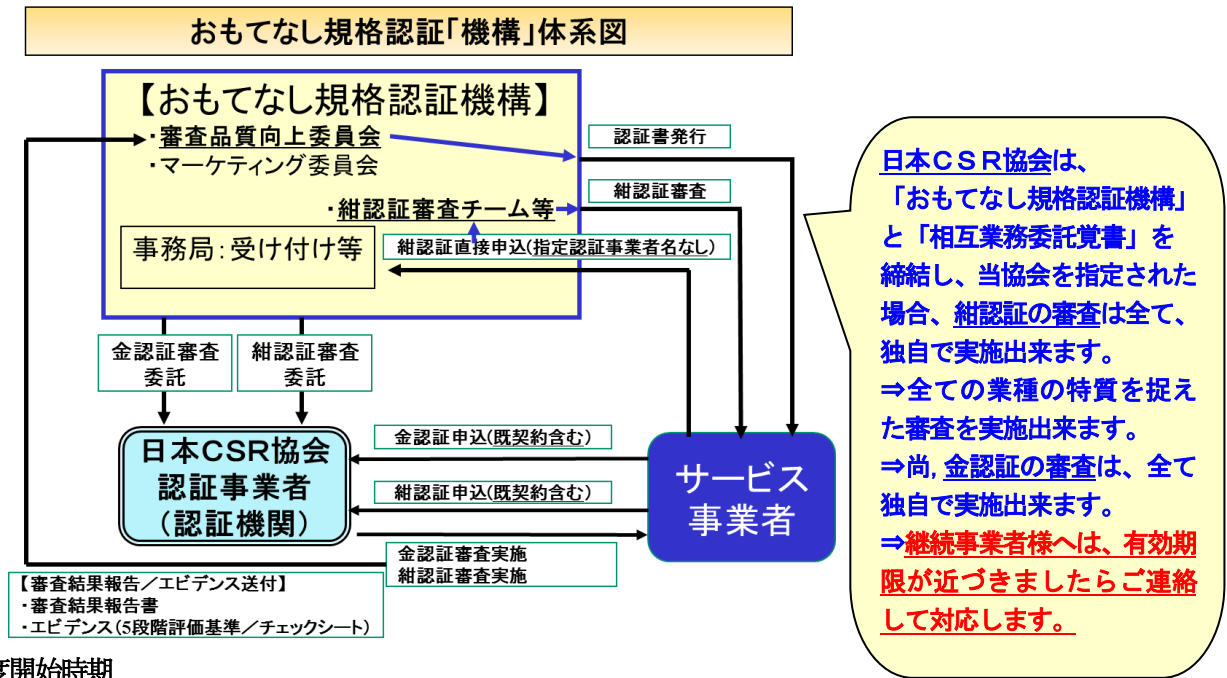 おもてなし規格認証「機構」体系図
【おもてなし規格認証機構】
・審査品質向上委員会
・マーケティング委員会
・紺認証審査チーム等
事務局：受け付け等
認証書発行
紺認証審査
紺認証直接申込(指定認証事業者名なし)
金認証審査
委託
紺認証審査
委託
日本CSR協会
認証事業者
（認証機関）
金認証申込(既契約含む)
紺認証申込(既契約含む)
サービス
事業者
金認証審査実施
紺認証審査実施
【審査結果報告／エビデンス送付】
・審査結果報告書
・エビデンス（5段階評価基準／チェックシート）
日本ＣＳＲ協会は、
「おもてなし規格認証機構」
と「相互業務委託覚書」を
締結し、当協会を指定された
場合、紺認証の審査は全て、
独自で実施出来ます。
⇒全ての業種の特質を捉え
た審査を実施出来ます。
⇒尚,金認証の審査は、全て
独自で実施出来ます。
⇒継続事業者様へは、有効期
限が近づきましたらご連絡
して対応します。
度開始時期